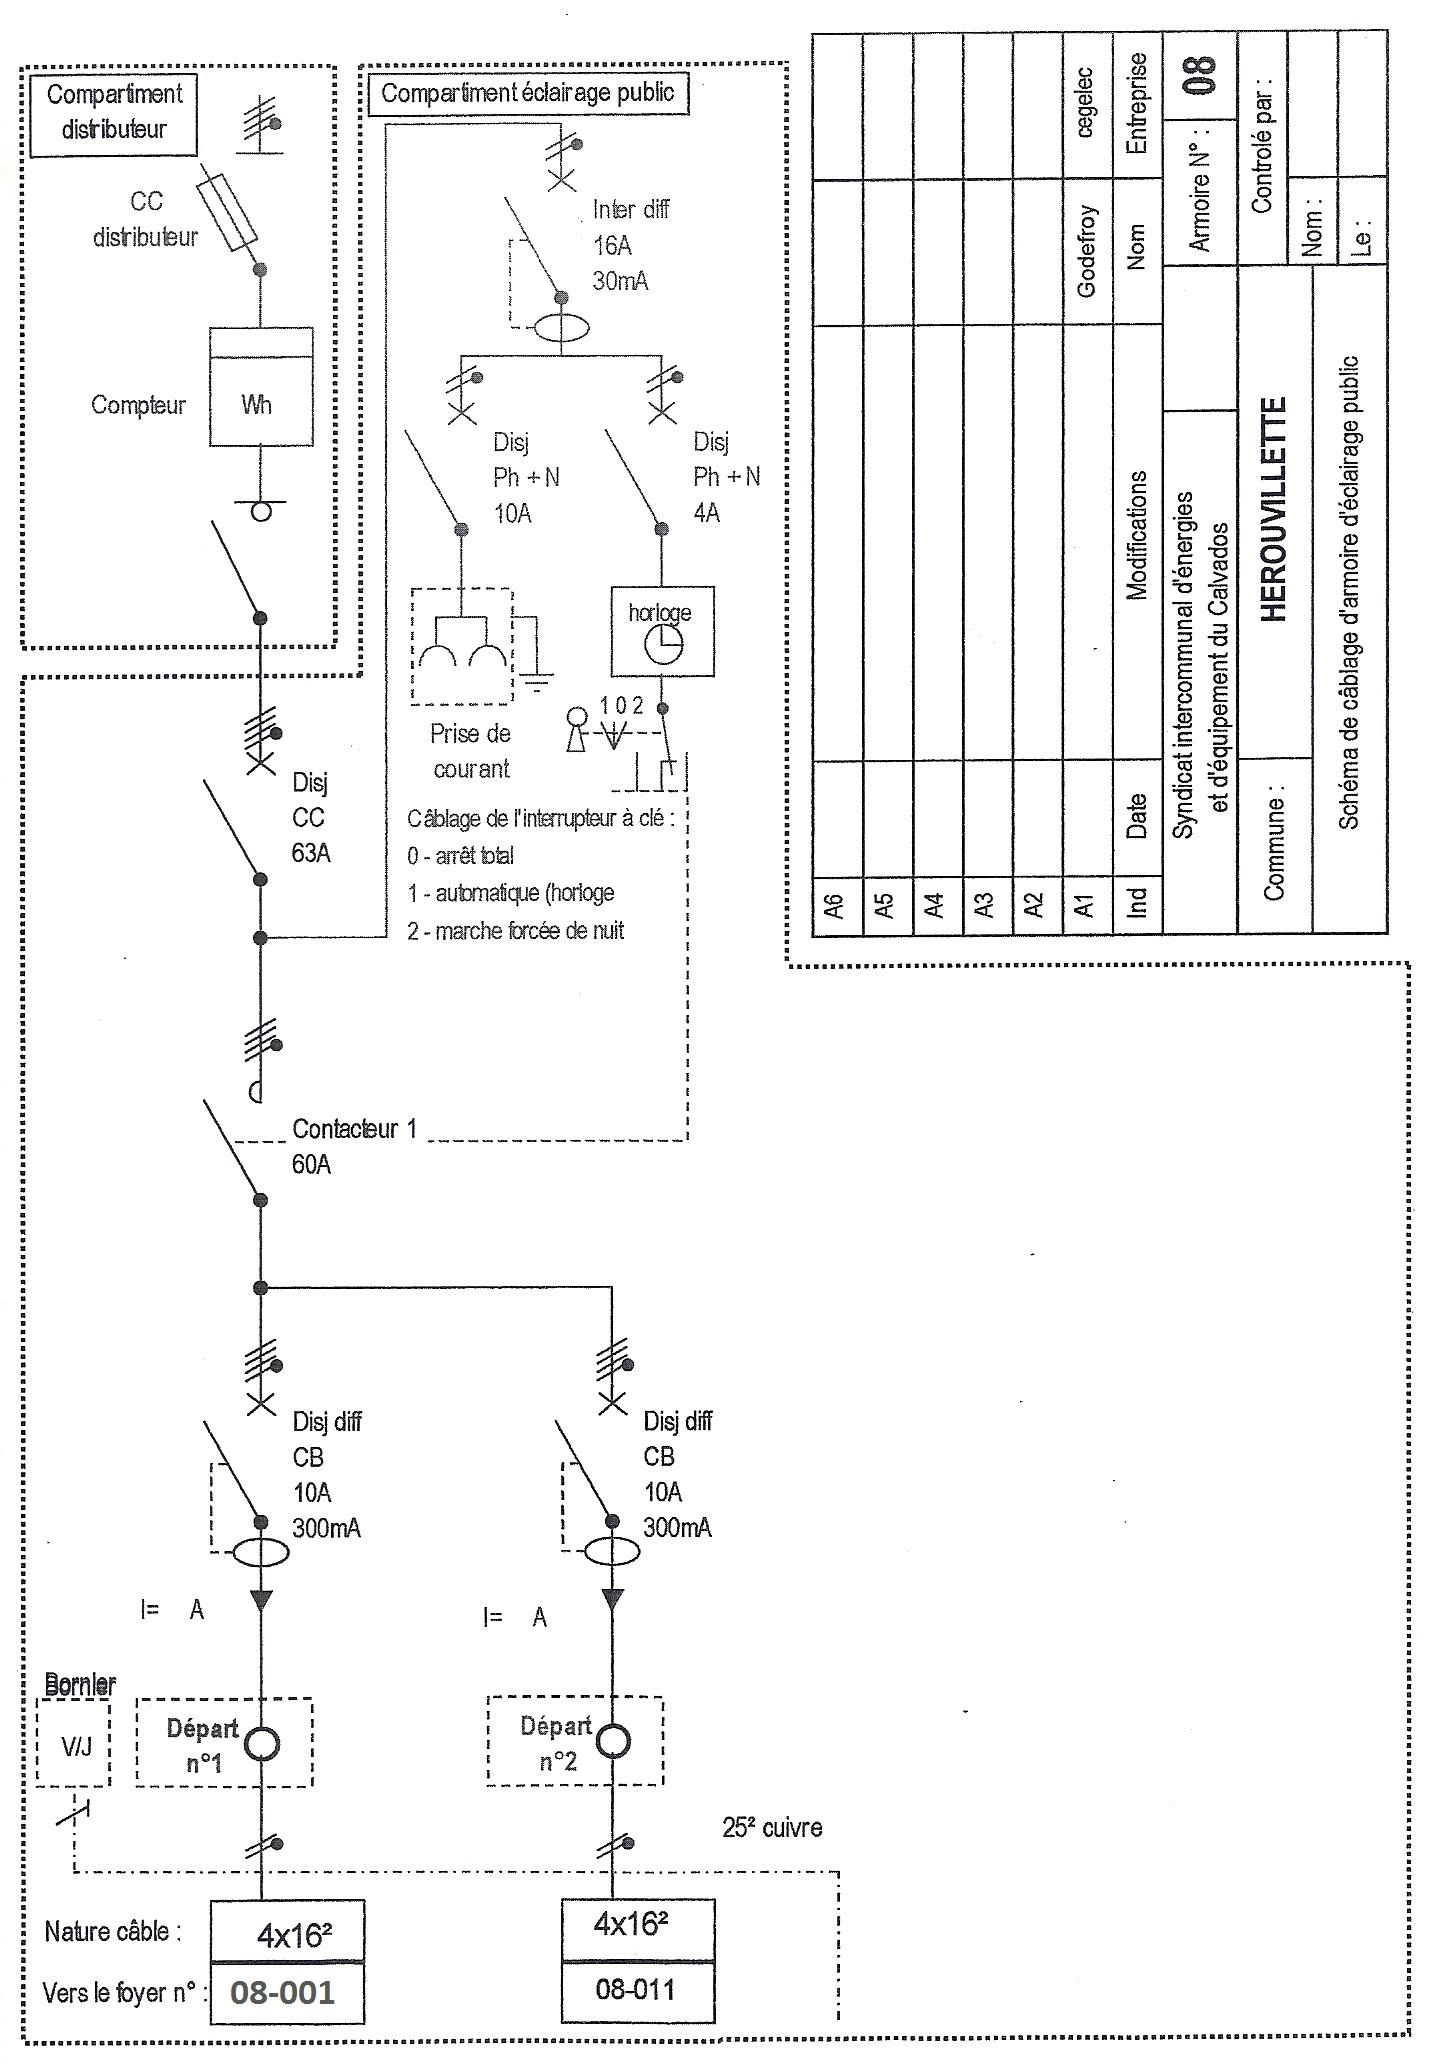 Compartiment
distributeur
CC
distributeur
Compteur
Wh
Compartiment éclairage public
Inter diff
16A
30mA
Disj
Ph + N
10A
Disj
Ph + N
4A
horloge
1 0 2
Prise de
courant
Câblage de l'interrupteur à clé :
0 - arrêt total
1 - automatique (horloge
2 - marche forcée de nuit
Disj
CC
63A
Contacteur 1
60A
Disj diff
CB
10A
300mA
Disj diff
CB
10A
300mA
I= A
I= A
Bornier
V/J
Départ
n°1
Départ
n°2
25² cuivre
Nature câble :
4x16²
4x16²
Vers le foyer n° :
08-001
08-011
A6
A5
A4
A3
A2
A1 Godefroy cegelec
Ind Date Modifications Nom Entreprise
Syndicat intercommunal d'énergies
et d'équipement du Calvados
Armoire N° : 08
Commune : HEROUVILLETTE
Contrôlé par :
Nom :
Le :
Schéma de câblage d'armoire d'éclairage public